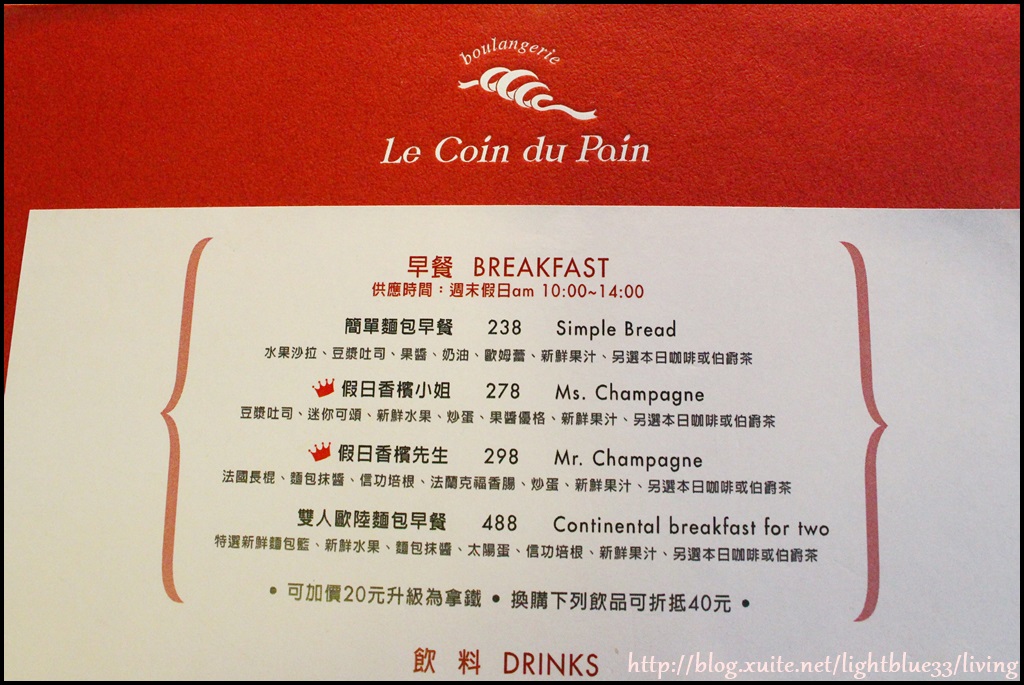 boulangerie
Le Coin du Pain
早餐 BREAKFAST
供應時間：週末假日am 10:00~14:00
簡單麵包早餐 238 Simple Bread
水果沙拉、豆漿吐司、果醬、奶油、歐姆蕾、新鮮果汁、另選本日咖啡或伯爵茶
假日香檳小姐 278 Ms. Champagne
豆漿吐司、迷你可頌、新鮮水果、炒蛋、果醬優格、新鮮果汁、另選本日咖啡或伯爵茶
假日香檳先生 298 Mr. Champagne
法國長棍、麵包抹醬、信功培根、法蘭克福香腸、炒蛋、新鮮果汁、另選本日咖啡或伯爵茶
雙人歐陸麵包早餐 488 Continental breakfast for two
特選新鮮麵包籃、新鮮水果、麵包抹醬、太陽蛋、信功培根、新鮮果汁、另選本日咖啡或伯爵茶
• 可加價20元升級為拿鐵 • 換購下列飲品可折抵40元 •
飲 料 DRINKS
http://blog.xuite.net/lightblue33/living